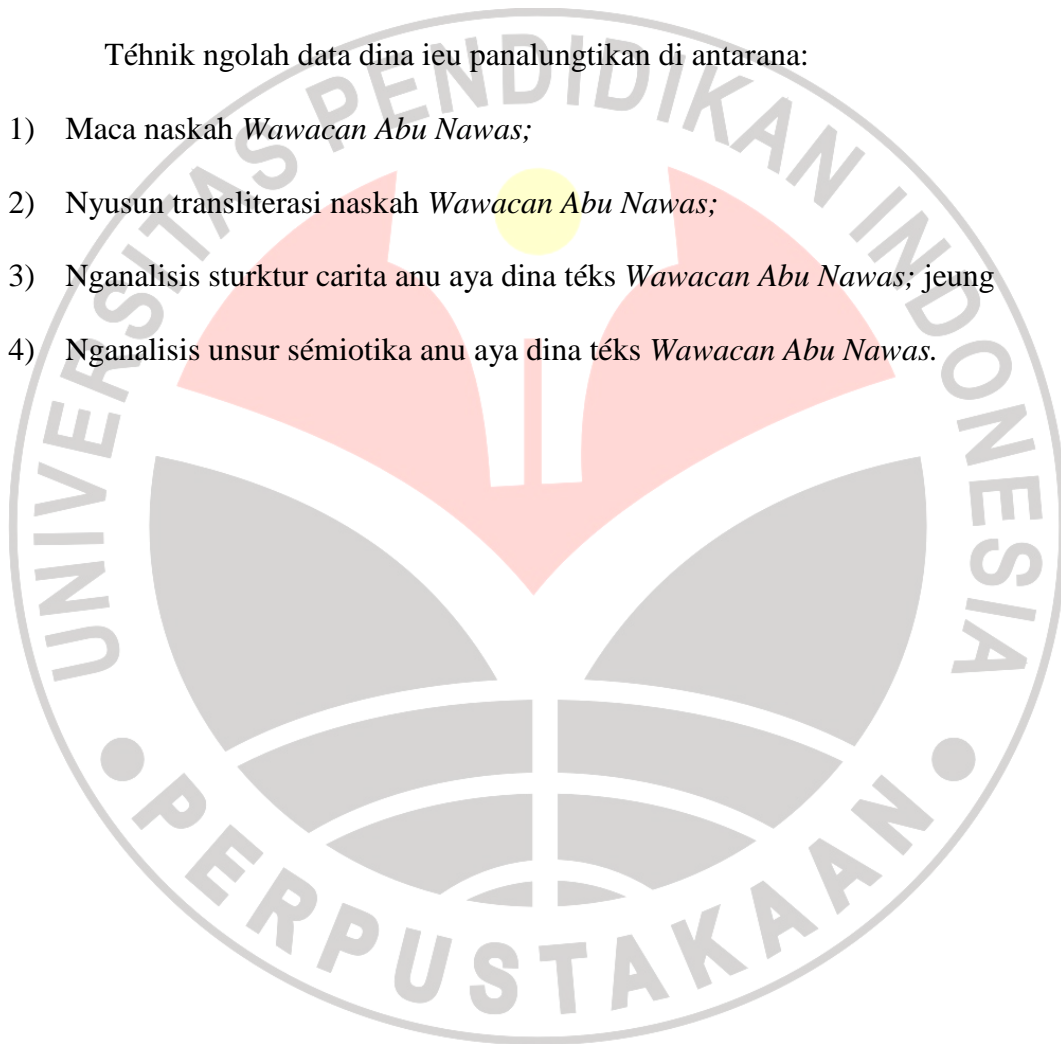 Téhnik ngolah data dina ieu panalungtikan di antarana:
1) Maca naskah Wawacan Abu Nawas;
2) Nyusun transliterasi naskah Wawacan Abu Nawas;
3) Nganalisis sturktur carita anu aya dina téks Wawacan Abu Nawas; jeung
4) Nganalisis unsur sémiotika anu aya dina téks Wawacan Abu Nawas.
UNIVERSITAS PENDIDIKAN INDONESIA
PERPUSTAKAAN